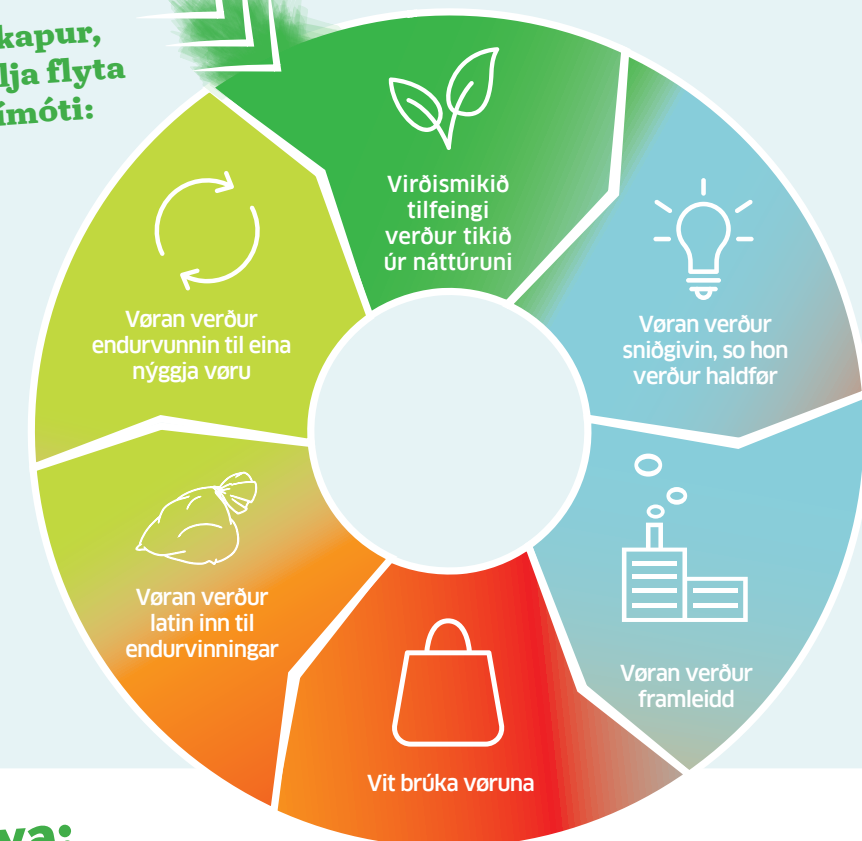 kapur,
lja flyta
ímóti:
Virðismikið
tilfeingi
verður tikið
úr náttúruni
Vøran verður
sniðgivin, so hon
verður haldfør
Vøran verður
framleidd
Vit brúka vøruna
Vøran verður
latin inn til
endurvinningar
Vøran verður
endurvunnin til eina
nýggja vøru